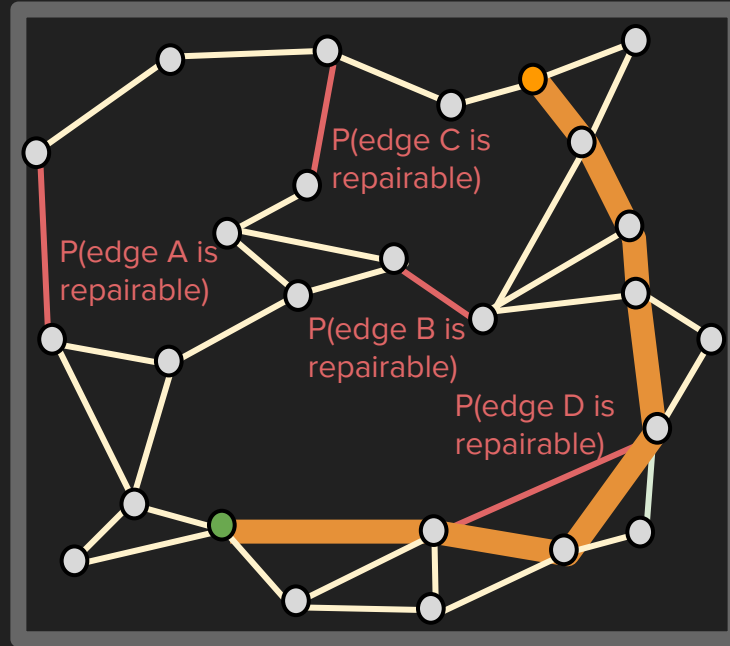 P(edge C is
repairable)
P(edge A is
repairable)
P(edge B is
repairable)
P(edge D is
repairable)